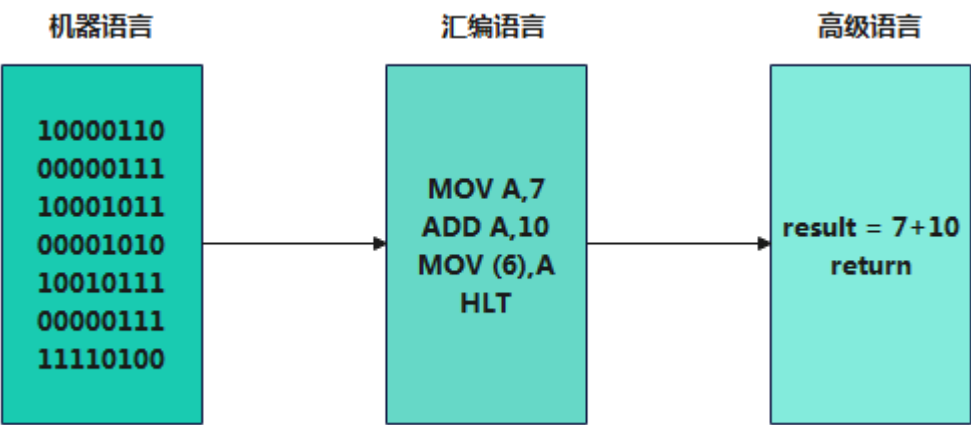 机器语言
10000110
00000111
10001011
00001010
10010111
00000111
11110100
汇编语言
MOV A,7
ADD A,10
MOV (6),A
HLT
高级语言
result = 7+10
return